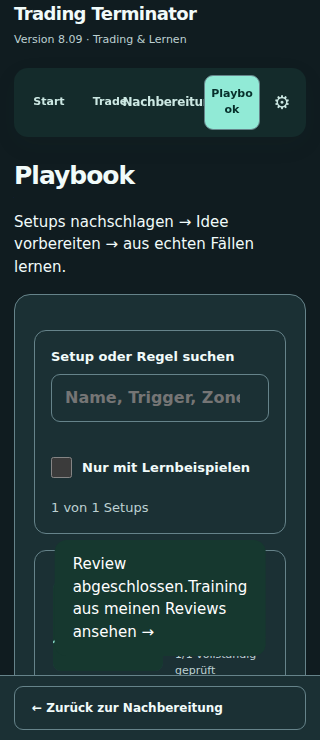 Trading Terminator
Version 8.09 · Trading & Lernen
Start
Trade
Playbo
ok
Playbook
Setups nachschlagen → Idee
vorbereiten → aus echten Fällen
lernen.
Setup oder Regel suchen
Name, Trigger,
Nur mit Lernbeispielen
1 von 1 Setups
Review
abgeschlossen.Training
aus meinen Reviews
ansehen →
1/1 vollständig
geprüft
← Zurück zur Nachbereitung